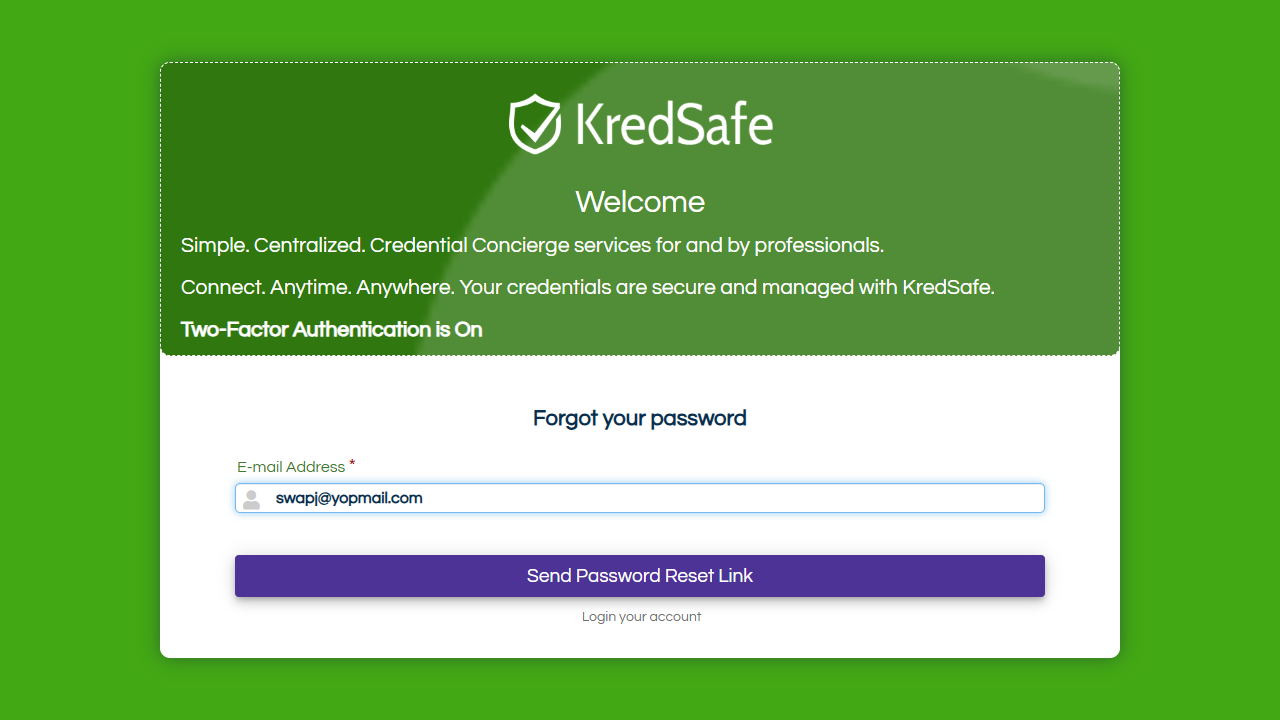 KredSafe
Welcome
Simple. Centralized. Credential Concierge services for and by professionals.
Connect. Anytime. Anywhere. Your credentials are secure and managed with KredSafe.
Two-Factor Authentication is On
Forgot your password
E-mail Address *
swapj@yopmail.com
Send Password Reset Link
Login your account